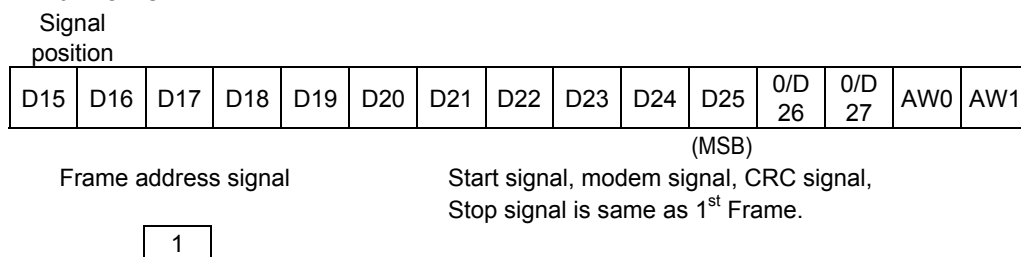 Signal
position
D15 D16 D17 D18 D19 D20 D21 D22 D23 D24 D25 0/D 26 0/D 27 AW0 AW1
(MSB)
Frame address signal
Start signal, modem signal, CRC signal,
Stop signal is same as 1st Frame.
1